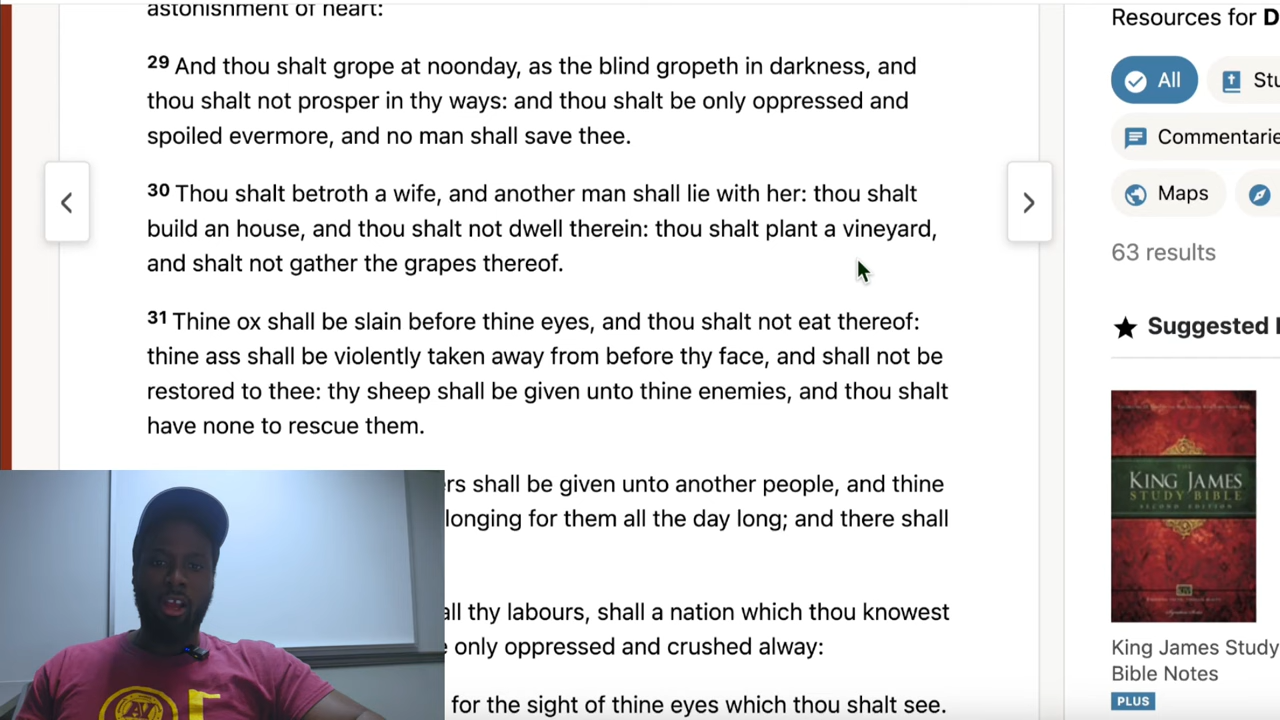 astonishment of heart:
29 And thou shalt grope at noonday, as the blind gropeth in darkness, and
thou shalt not prosper in thy ways: and thou shalt be only oppressed and
spoiled evermore, and no man shall save thee.
30 Thou shalt betroth a wife, and another man shall lie with her: thou shalt
build an house, and thou shalt not dwell therein: thou shalt plant a vineyard,
and shalt not gather the grapes thereof.
31 Thine ox shall be slain before thine eyes, and thou shalt not eat thereof:
thine ass shall be violently taken away from before thy face, and shall not be
restored to thee: thy sheep shall be given unto thine enemies, and thou shalt
have none to rescue them.
rs shall be given unto another people, and thine
longing for them all the day long; and there shall
all thy labours, shall a nation which thou knowest
only oppressed and crushed alway:
for the sight of thine eyes which thou shalt see.
Resources for D
All
Stu
Commentarie
Maps
63 results
Suggested
THE
KING JAMES
STUDY BIBLE
SECOND EDITION
King James Study
Bible Notes
PLUS